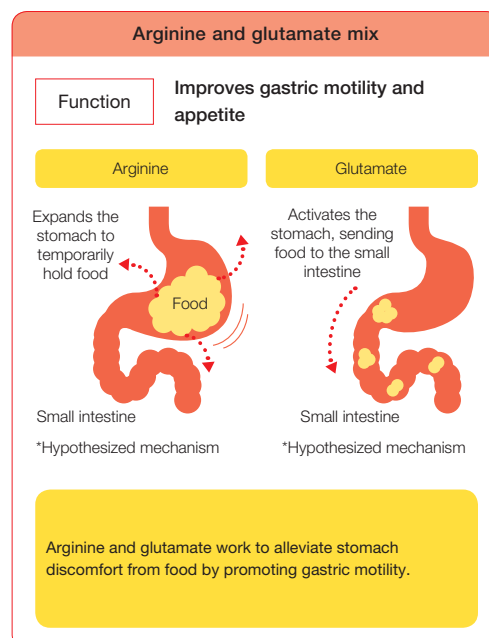 Arginine and glutamate mix
Function
Improves gastric motility and
appetite
Arginine
Glutamate
Expands the
stomach to
temporarily
hold food
Food
Small intestine
*Hypothesized mechanism
Activates the
stomach, sending
food to the small
intestine
Small intestine
*Hypothesized mechanism
Arginine and glutamate work to alleviate stomach
discomfort from food by promoting gastric motility.